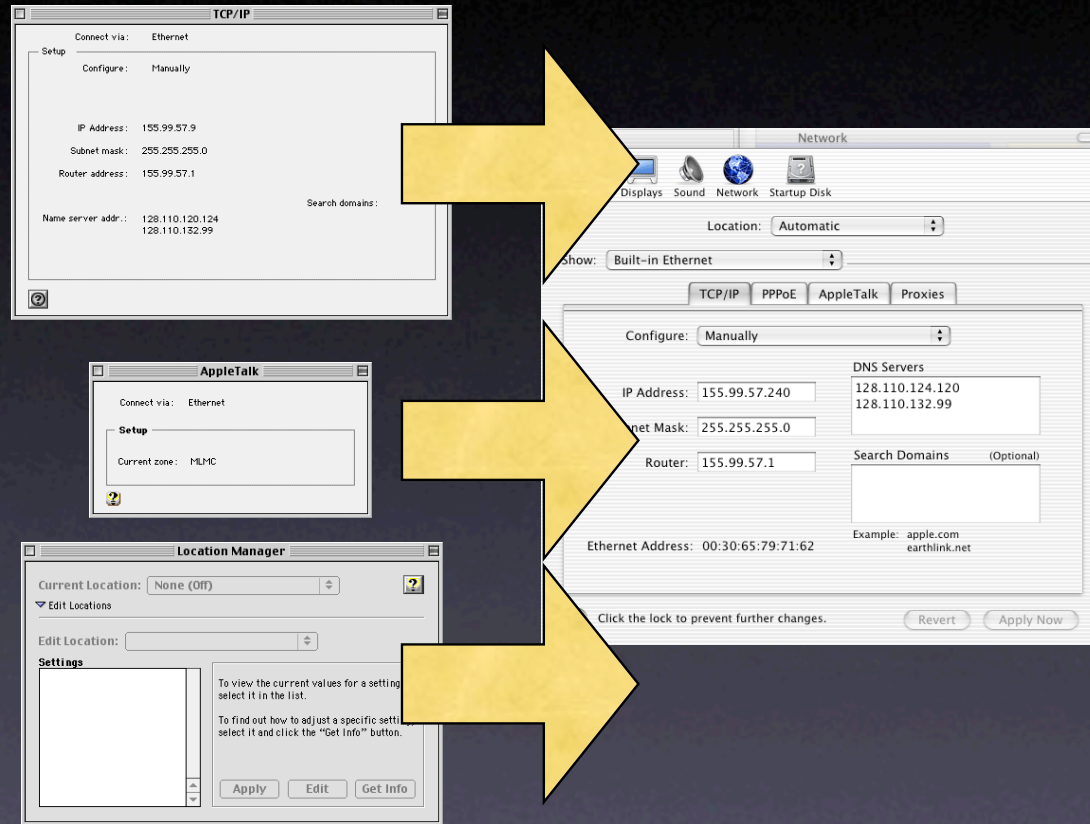 TCP/IP
Connect via: Ethernet
Setup
Configure: Manually
IP Address: 155.99.57.9
Subnet mask: 255.255.255.0
Router address: 155.99.57.1
Search domains:
Name server addr.: 128.110.120.124
128.110.132.99
AppleTalk
Connect via: Ethernet
Setup
Current zone: MLMC
Location Manager
Current Location: None (Off)
Edit Locations
Edit Location:
Settings
To view the current values for a setting
select it in the list.
To find out how to adjust a specific
select it and click the “Get Info” button.
Apply Edit Get Info
Network
Displays Sound Network Startup Disk
Location: Automatic
Show: Built-in Ethernet
TCP/IP PPPoE AppleTalk Proxies
Configure: Manually
DNS Servers
128.110.124.120
128.110.132.99
IP Address: 155.99.57.240
Mask: 255.255.255.0
Router: 155.99.57.1
Search Domains (Optional)
Example: apple.com
earthlink.net
Ethernet Address: 00:30:65:79:71:62
Click the lock to prevent further changes.
Revert Apply Now